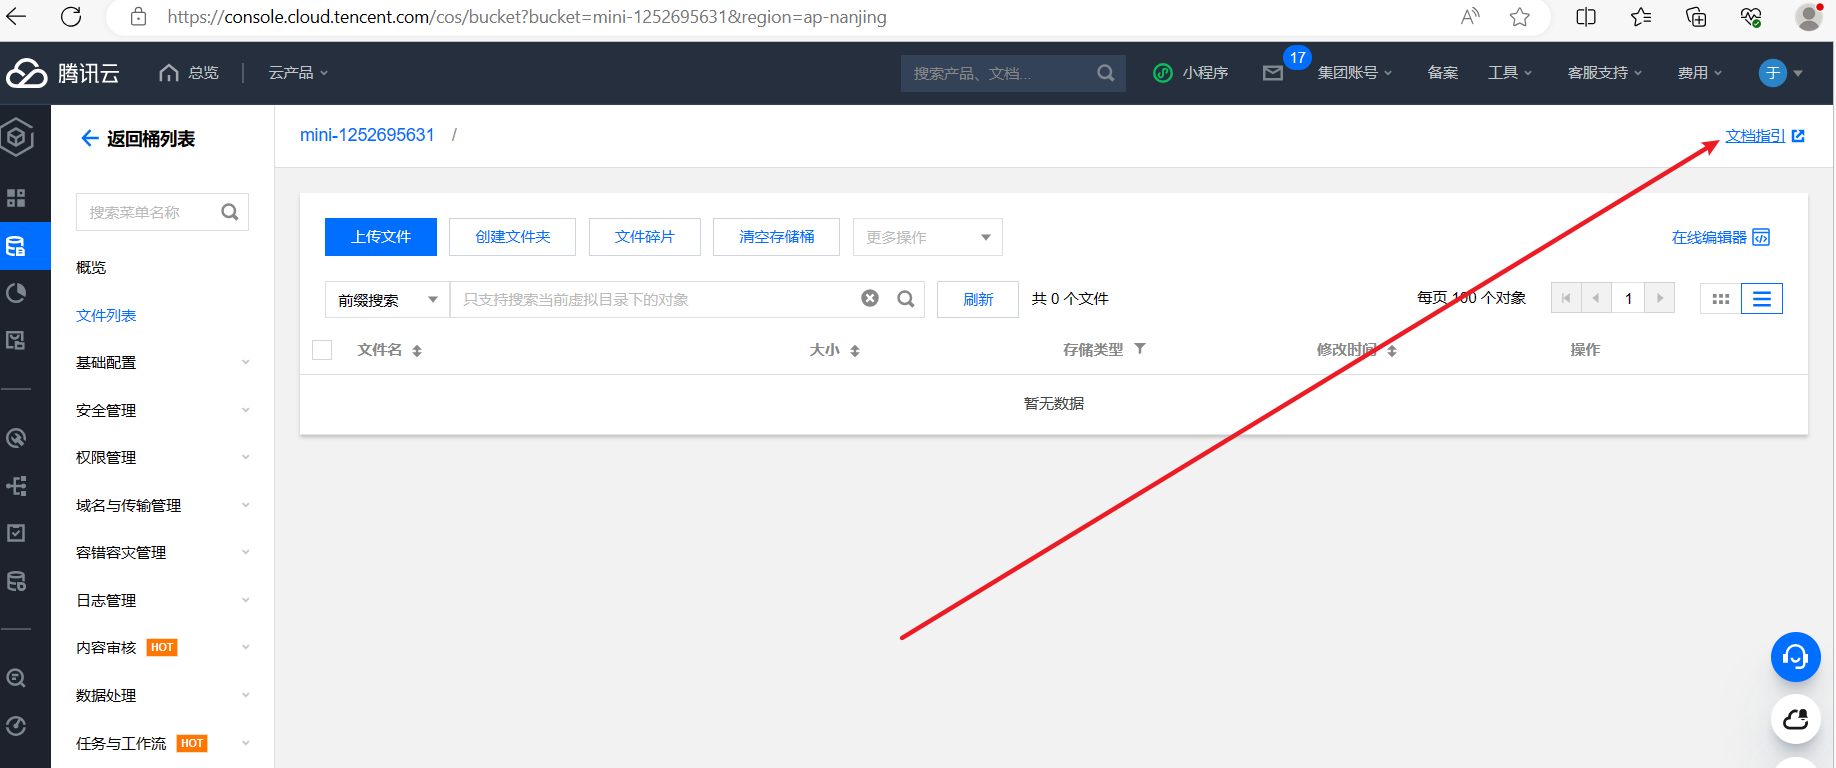 https://console.cloud.tencent.com/cos/bucket?bucket=mini-1252695631&region=ap-nanjing
腾讯云 总览 云产品 搜索产品、文档... 小程序 17 集团账号 备案 工具 客服支持 费用 于
返回桶列表
mini-1252695631 /
文档指引
搜索菜单名称
概览
文件列表
基础配置
安全管理
权限管理
域名与传输管理
容错容灾管理
日志管理
内容审核 HOT
数据处理
任务与工作流 HOT
上传文件 创建文件夹 文件碎片 清空存储桶 更多操作 在线编辑器
前缀搜索 只支持搜索当前虚拟目录下的对象 刷新 共 0 个文件 每页 100 个对象 1
文件名 大小 存储类型 修改时间 操作
暂无数据